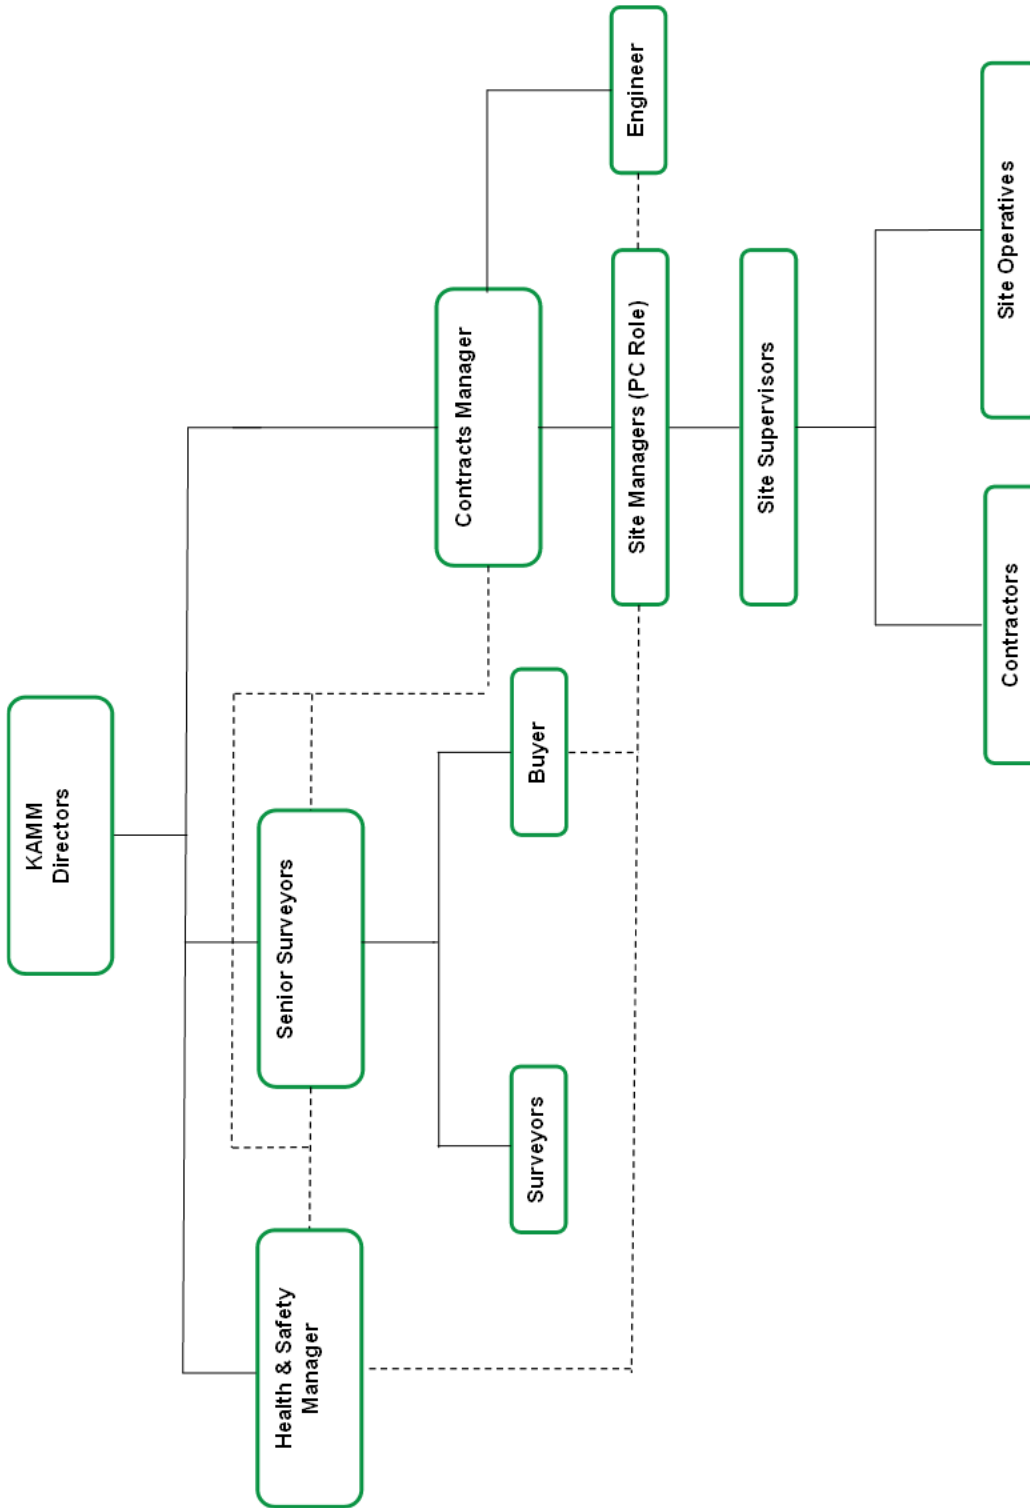 KAMM
Directors
Health & Safety
Manager
Senior Surveyors
Contracts Manager
Surveyors
Buyer
Engineer
Site Managers (PC Role)
Site Supervisors
Contractors
Site Operatives